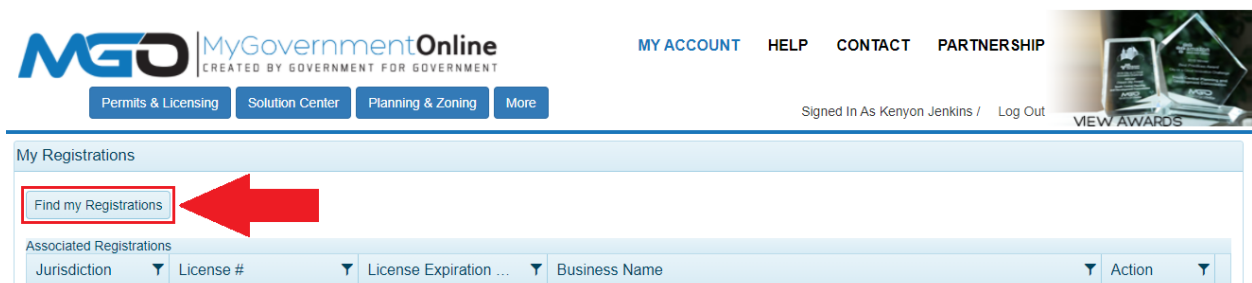 MGO MyGovernmentOnline
CREATED BY GOVERNMENT FOR GOVERNMENT
MY ACCOUNT HELP CONTACT PARTNERSHIP
Permits & Licensing Solution Center Planning & Zoning More
Signed In As Kenyon Jenkins / Log Out
VIEW AWARDS
My Registrations
Find my Registrations
Associated Registrations
Jurisdiction License # License Expiration ... Business Name Action